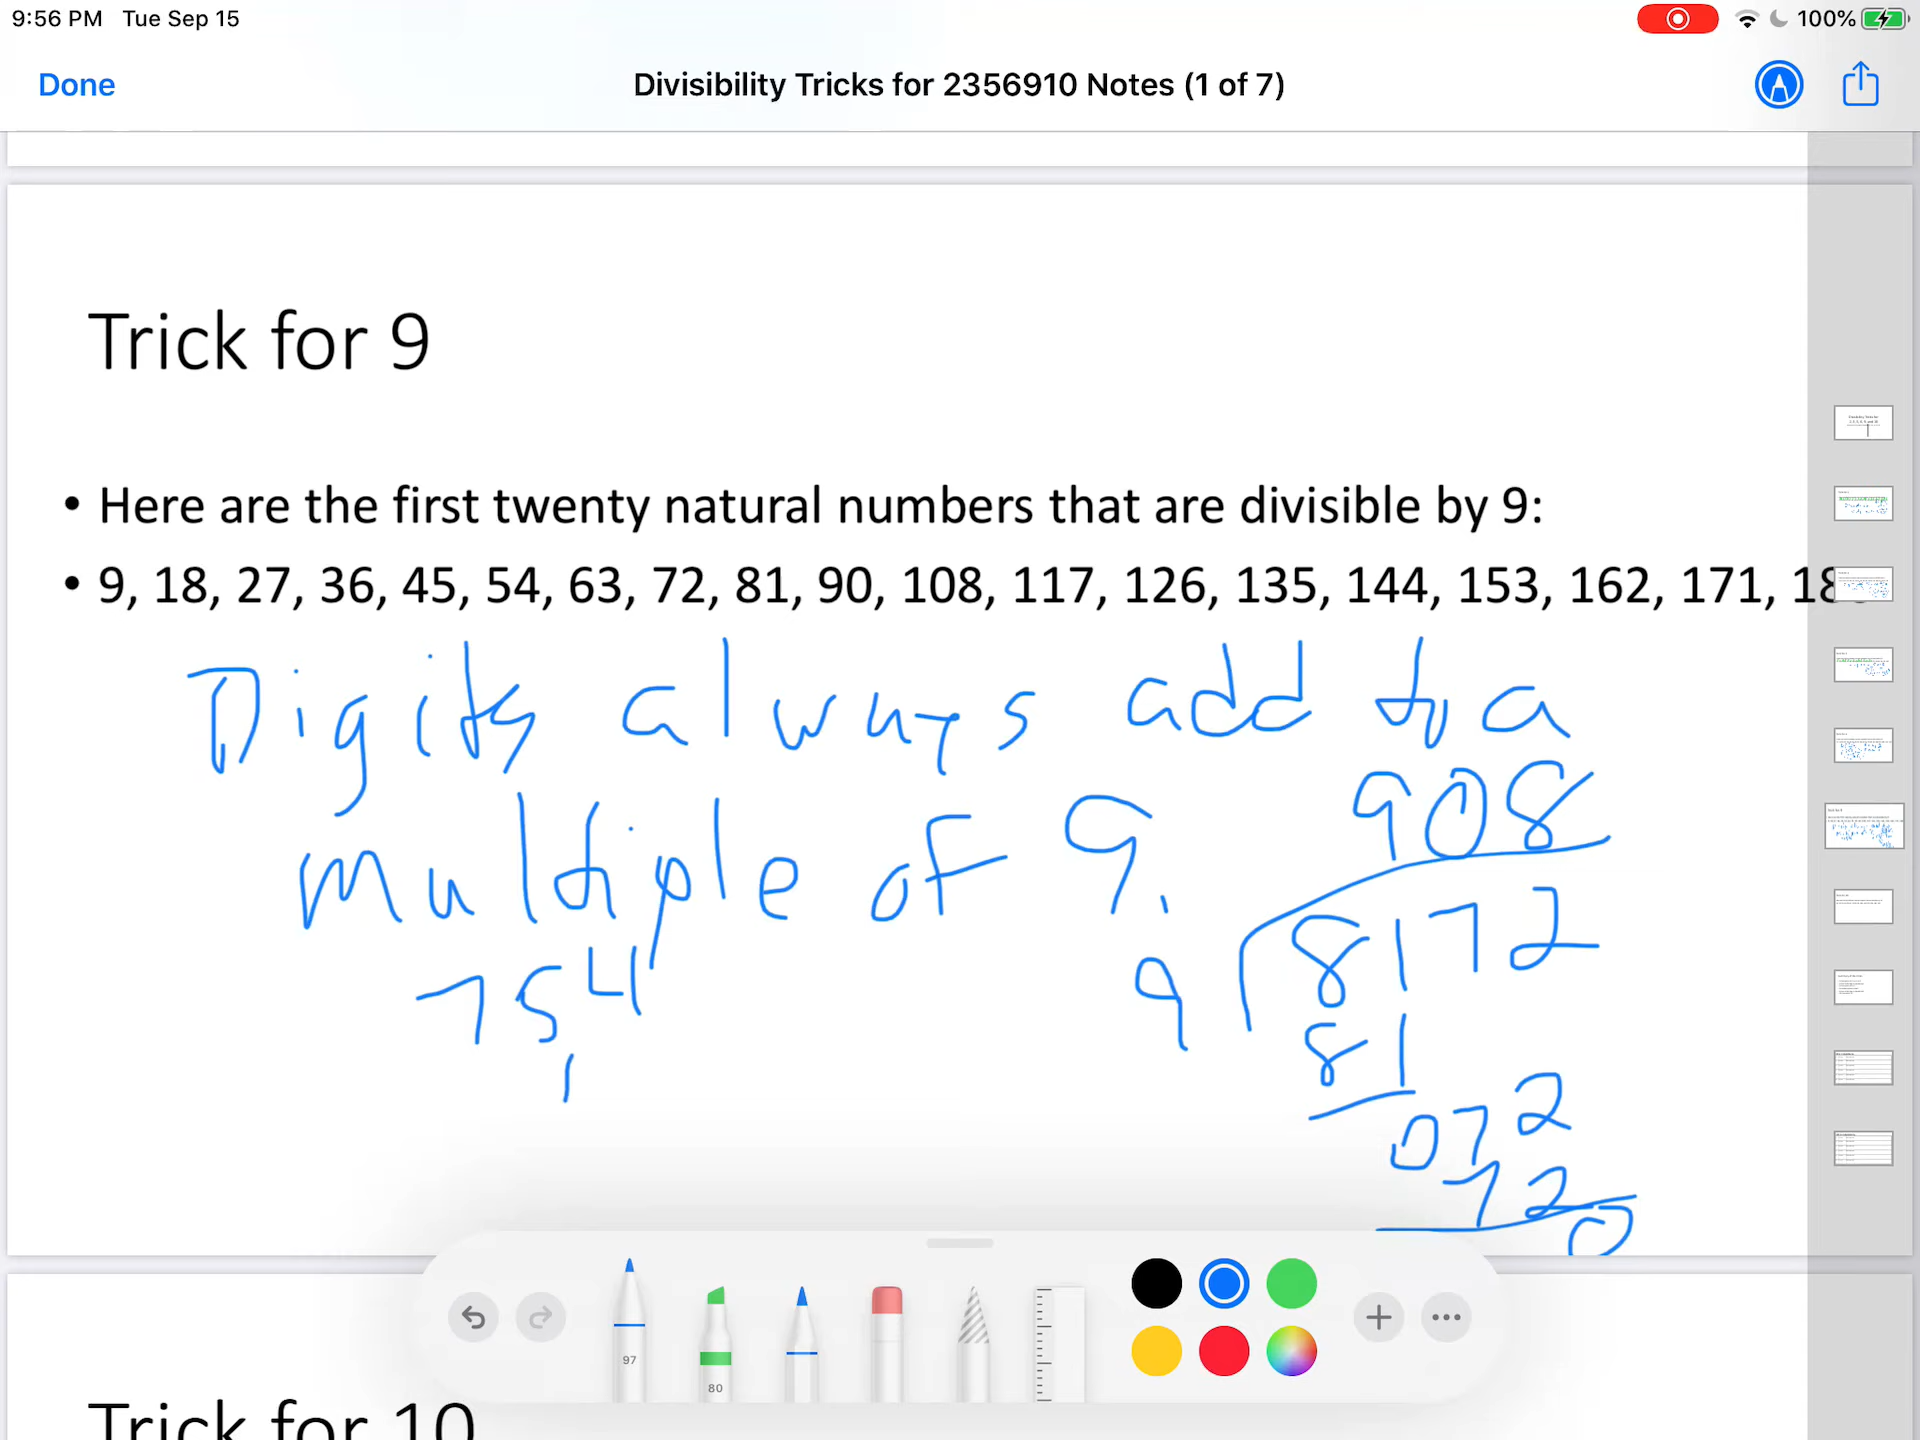 9:56 PM Tue Sep 15
100%
Done
Divisibility Tricks for 2356910 Notes (1 of 7)
Trick for 9
• Here are the first twenty natural numbers that are divisible by 9:
• 9, 18, 27, 36, 45, 54, 63, 72, 81, 90, 108, 117, 126, 135, 144, 153, 162, 171, 18
Digits always add to a
multiple of 9.
908
9 8172
81
072
72
0
754
97
80
Trick for 10